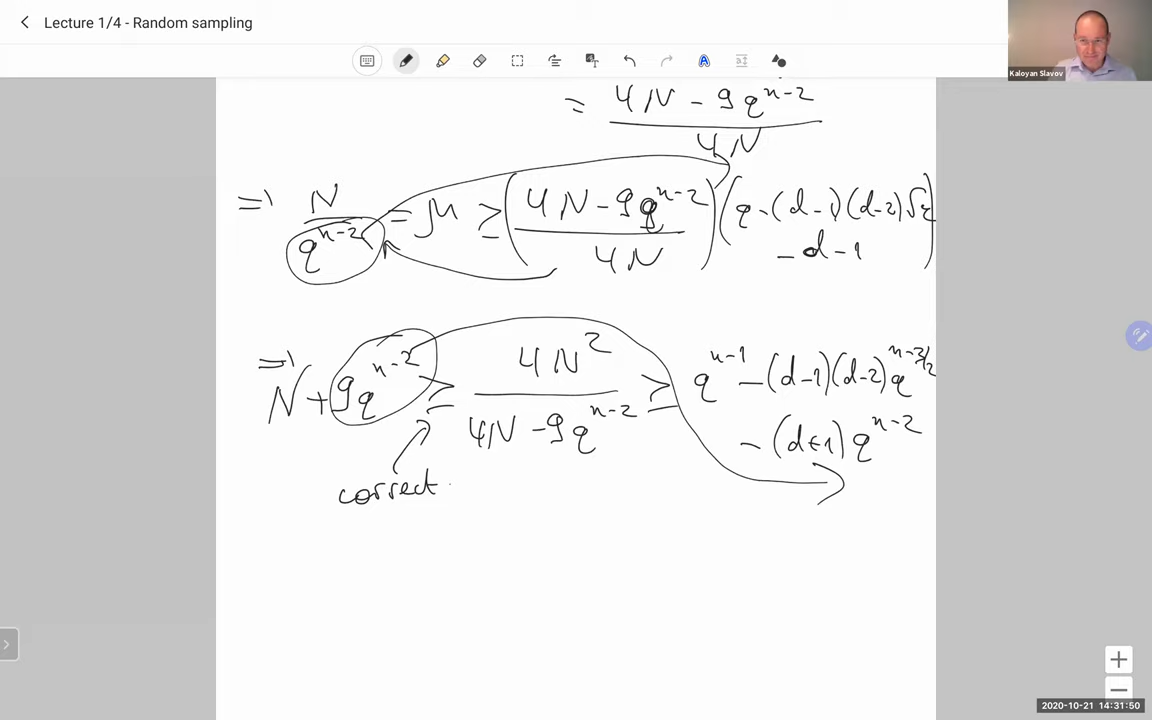 Lecture 1/4 - Random sampling
Kaloyan Slavov
= (4N - 9q^{n-2}) / 4N
=> N / q^{n-2} = μ ≥ ((4N - 9q^{n-2}) / 4N) (q - (d-1)(d-2)√q - d - 1)
=> N + 9q^{n-2} ≥ 4N^2 / (4N - 9q^{n-2}) ≥ q^{n-1} - (d-1)(d-2)q^{n-3/2}
- (d+1)q^{n-2}
correct.
2020-10-21 14:31:50